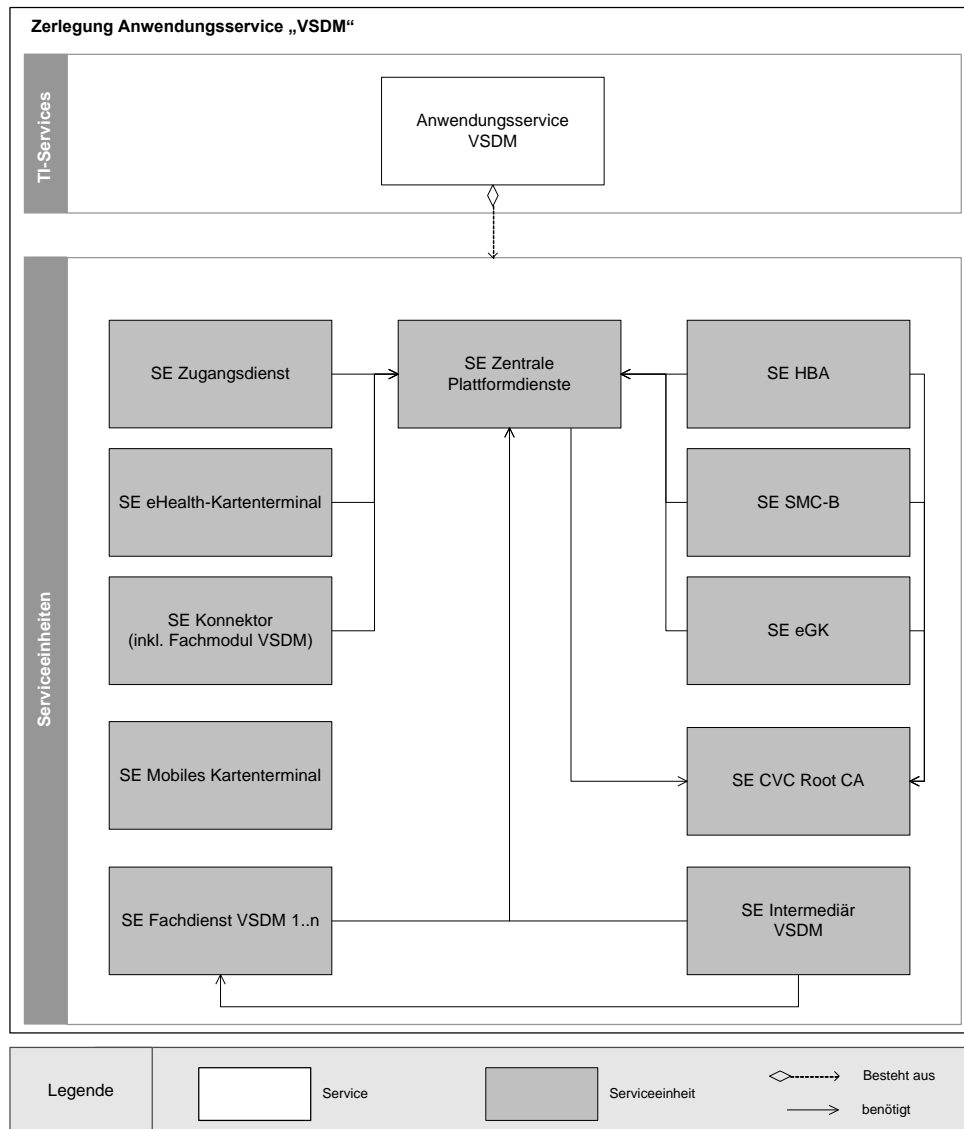 Zerlegung Anwendungsservice „VSDM“
TI-Services
Anwendungsservice
VSDM
Serviceeinheiten
SE Zugangsdienst
SE Zentrale
Plattformdienste
SE HBA
SE eHealth-Kartenterminal
SE SMC-B
SE Konnektor
(inkl. Fachmodul VSDM)
SE eGK
SE Mobiles Kartenterminal
SE CVC Root CA
SE Fachdienst VSDM 1..n
SE Intermediär
VSDM
Legende
Service
Serviceeinheit
Besteht aus
benötigt